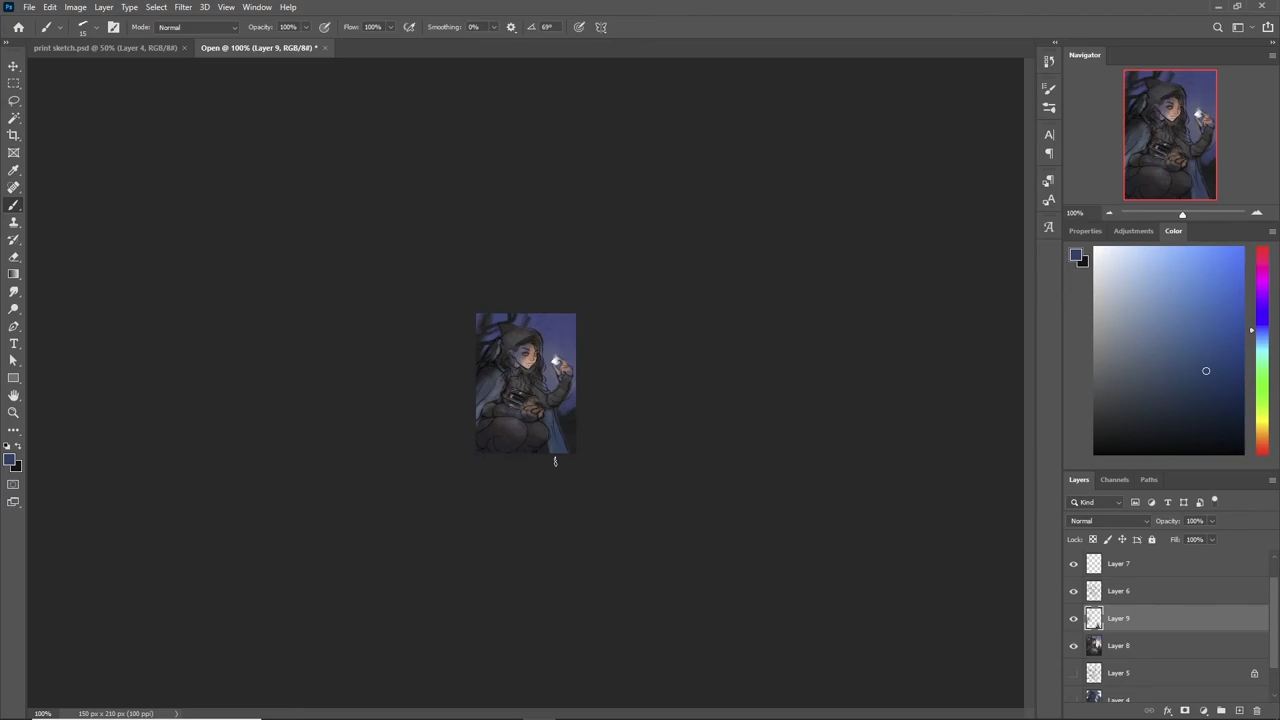 Ps File Edit Image Layer Type Select Filter 3D View Window Help
15 Mode: Normal Opacity: 100% Flow: 100% Smoothing: 0% 69°
print sketch.psd @ 50% (Layer 4, RGB/8#) × Open @ 100% (Layer 9, RGB/8#) * ×
Navigator
100%
Properties Adjustments Color
Layers Channels Paths
Kind
Normal Opacity: 100%
Lock: Fill: 100%
Layer 7
Layer 6
Layer 9
Layer 8
Layer 5
Layer 4
100% 150 px x 210 px (100 ppi)